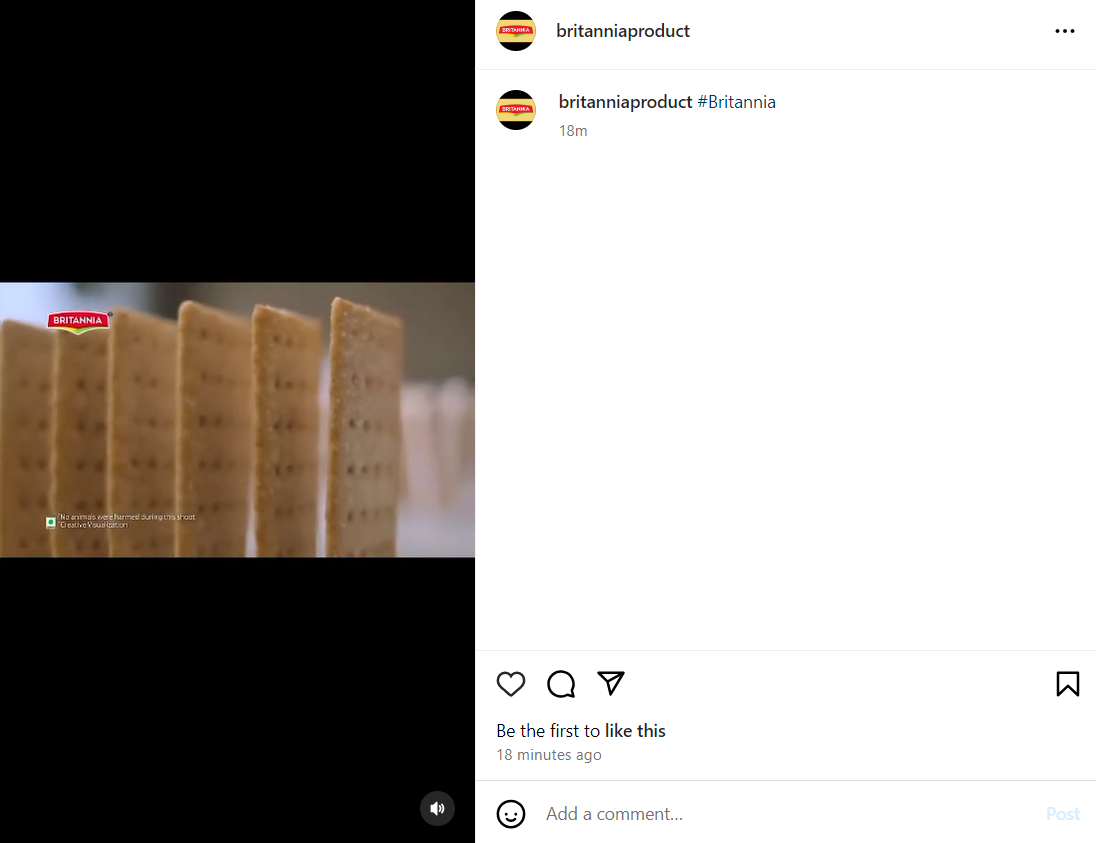 BRITANNIA
*No animals were harmed during this shoot.
*Creative Visualization
britanniaproduct
britanniaproduct #Britannia
18m
Be the first to like this
18 minutes ago
Add a comment...
Post